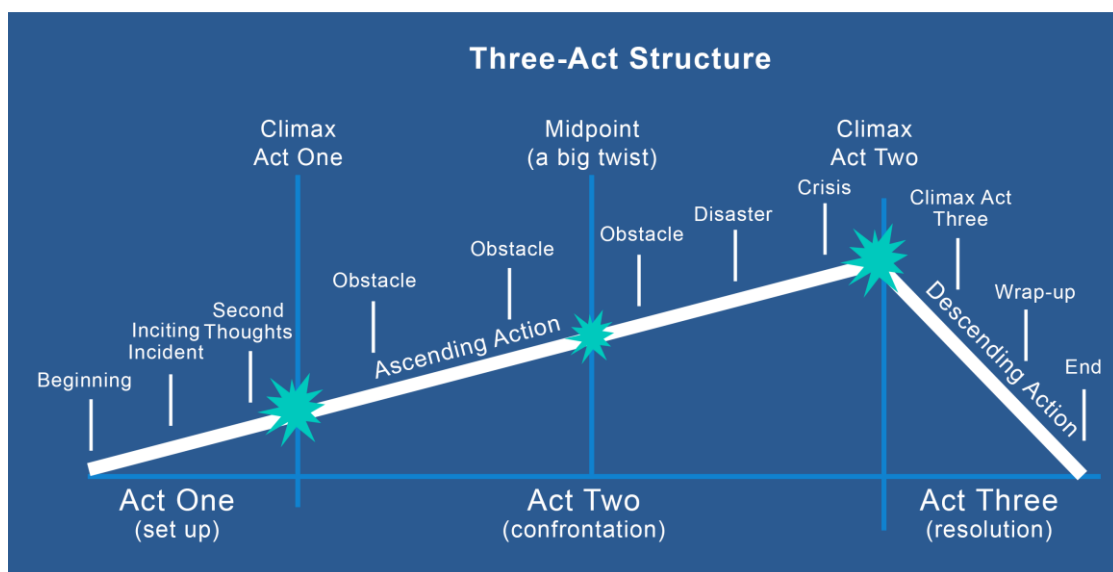 Three-Act Structure
Climax
Act One
Midpoint
(a big twist)
Climax
Act Two
Beginning
Inciting
Incident
Second
Thoughts
Obstacle
Obstacle
Obstacle
Disaster
Crisis
Climax Act
Three
Wrap-up
End
Ascending Action
Descending Action
Act One
(set up)
Act Two
(confrontation)
Act Three
(resolution)